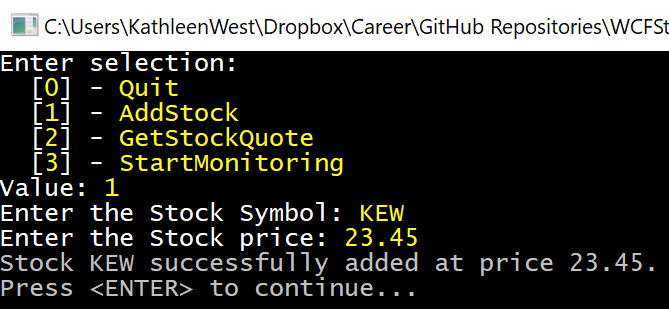 C:\Users\KathleenWest\Dropbox\Career\GitHub Repositories\WCFSt
Enter selection:
[0] - Quit
[1] - AddStock
[2] - GetStockQuote
[3] - StartMonitoring
Value: 1
Enter the Stock Symbol: KEW
Enter the Stock price: 23.45
Stock KEW successfully added at price 23.45.
Press <ENTER> to continue...